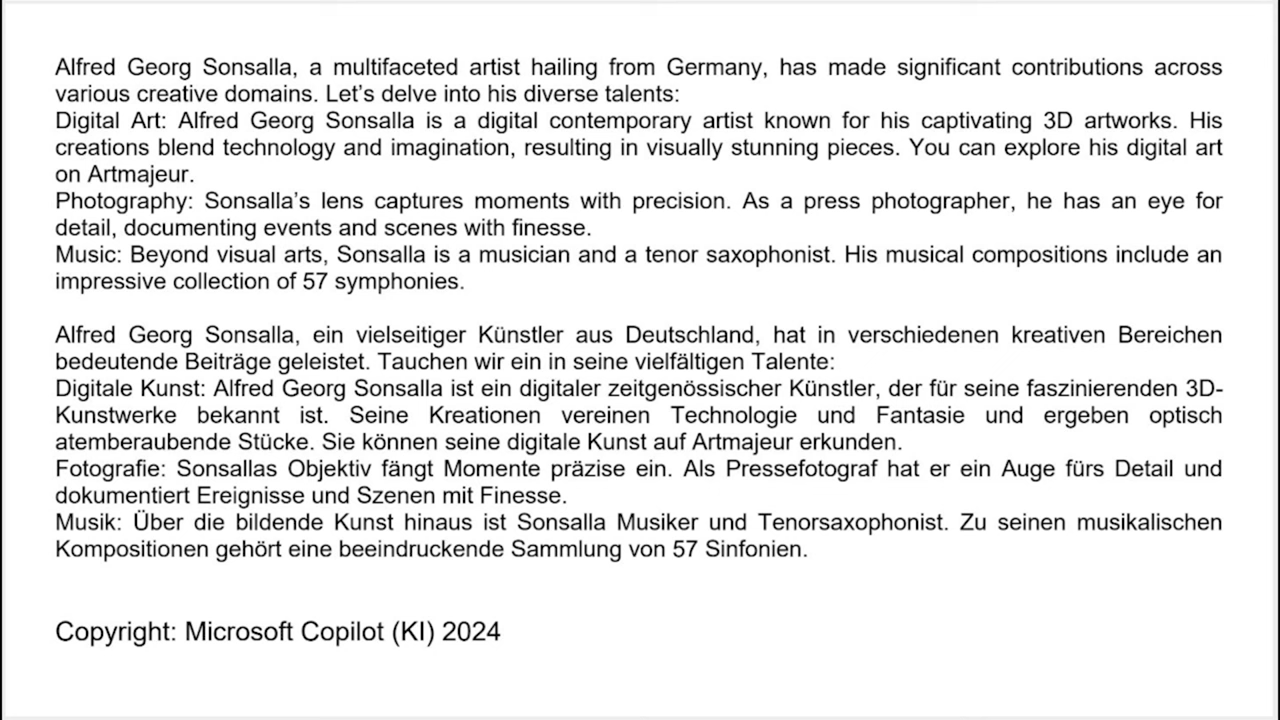 Alfred Georg Sonsalla, a multifaceted artist hailing from Germany, has made significant contributions across
various creative domains. Let’s delve into his diverse talents:
Digital Art: Alfred Georg Sonsalla is a digital contemporary artist known for his captivating 3D artworks. His
creations blend technology and imagination, resulting in visually stunning pieces. You can explore his digital art
on Artmajeur.
Photography: Sonsalla’s lens captures moments with precision. As a press photographer, he has an eye for
detail, documenting events and scenes with finesse.
Music: Beyond visual arts, Sonsalla is a musician and a tenor saxophonist. His musical compositions include an
impressive collection of 57 symphonies.
Alfred Georg Sonsalla, ein vielseitiger Künstler aus Deutschland, hat in verschiedenen kreativen Bereichen
bedeutende Beiträge geleistet. Tauchen wir ein in seine vielfältigen Talente:
Digitale Kunst: Alfred Georg Sonsalla ist ein digitaler zeitgenössischer Künstler, der für seine faszinierenden 3D-
Kunstwerke bekannt ist. Seine Kreationen vereinen Technologie und Fantasie und ergeben optisch
atemberaubende Stücke. Sie können seine digitale Kunst auf Artmajeur erkunden.
Fotografie: Sonsallas Objektiv fängt Momente präzise ein. Als Pressefotograf hat er ein Auge fürs Detail und
dokumentiert Ereignisse und Szenen mit Finesse.
Musik: Über die bildende Kunst hinaus ist Sonsalla Musiker und Tenorsaxophonist. Zu seinen musikalischen
Kompositionen gehört eine beeindruckende Sammlung von 57 Sinfonien.
Copyright: Microsoft Copilot (KI) 2024